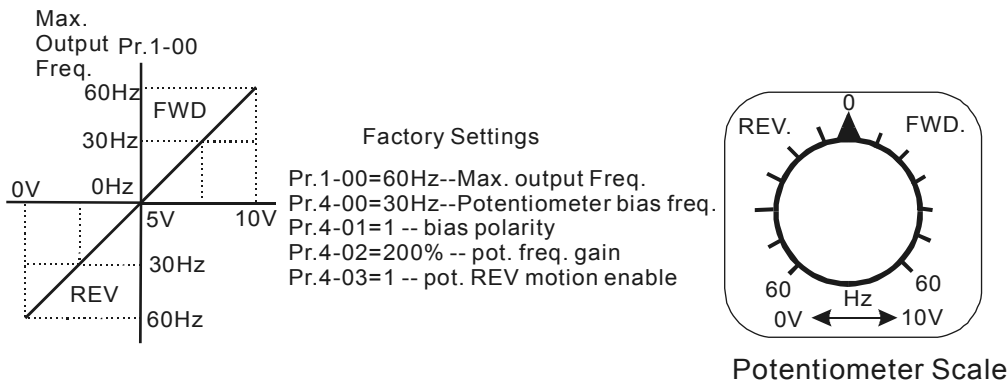 Max.
Output Pr.1-00
Freq.
60Hz
FWD
30Hz
0V
0Hz
5V
10V
30Hz
REV
60Hz
Factory Settings
Pr.1-00=60Hz--Max. output Freq.
Pr.4-00=30Hz--Potentiometer bias freq.
Pr.4-01=1 -- bias polarity
Pr.4-02=200% -- pot. freq. gain
Pr.4-03=1 -- pot. REV motion enable
0
REV.
FWD.
60
60
Hz
0V
10V
Potentiometer Scale